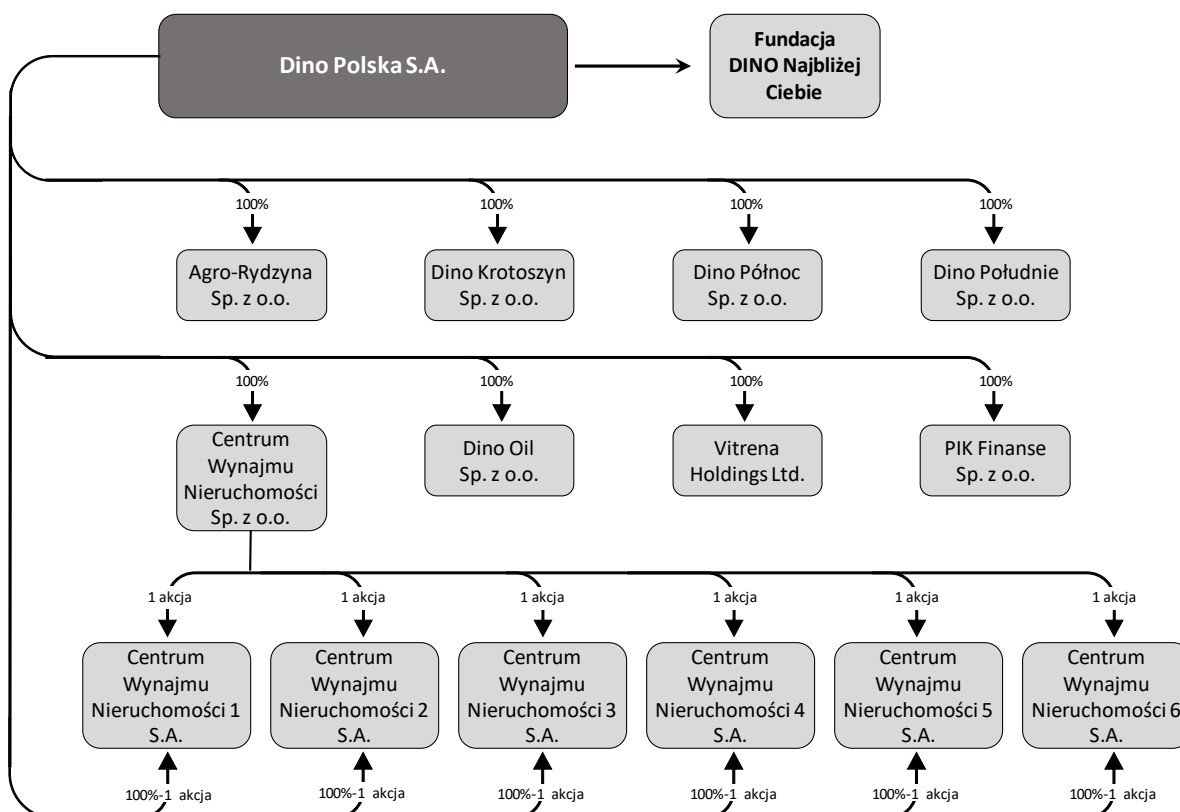 Dino Polska S.A.
Fundacja
DINO Najbliżej
Ciebie
100%
100%
100%
100%
Agro-Rydzyna
Sp. z o.o.
Dino Krotoszyn
Sp. z o.o.
Dino Północ
Sp. z o.o.
Dino Południe
Sp. z o.o.
100%
100%
100%
100%
Centrum
Wynajmu
Nieruchomości
Sp. z o.o.
Dino Oil
Sp. z o.o.
Vitrena
Holdings Ltd.
PIK Finanse
Sp. z o.o.
1 akcja
1 akcja
1 akcja
1 akcja
1 akcja
1 akcja
Centrum
Wynajmu
Nieruchomości 1
S.A.
Centrum
Wynajmu
Nieruchomości 2
S.A.
Centrum
Wynajmu
Nieruchomości 3
S.A.
Centrum
Wynajmu
Nieruchomości 4
S.A.
Centrum
Wynajmu
Nieruchomości 5
S.A.
Centrum
Wynajmu
Nieruchomości 6
S.A.
100%-1 akcja
100%-1 akcja
100%-1 akcja
100%-1 akcja
100%-1 akcja
100%-1 akcja